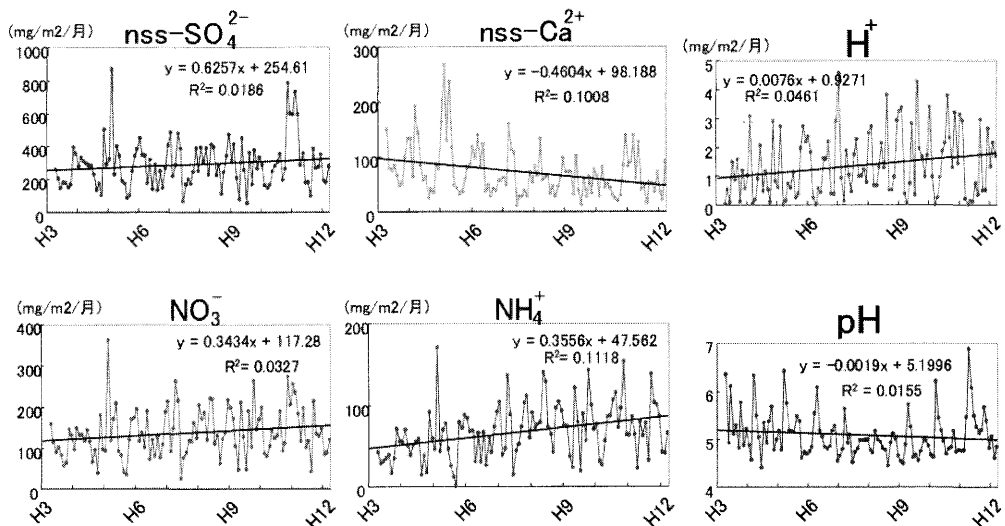 (mg/m2/月)
nss-SO₄²⁻
1000
800
600
400
200
0
y = 0.6257x + 254.61
R²= 0.0186
H3
H6
H9
H12
(mg/m2/月)
nss-Ca²⁺
300
200
100
0
y = -0.4604x + 98.188
R²= 0.1008
H3
H6
H9
H12
(mg/m2/月)
H⁺
5
4
3
2
1
0
y = 0.0076x + 0.9271
R²= 0.0461
H3
H6
H9
H12
(mg/m2/月)
NO₃⁻
400
300
200
100
0
y = 0.3434x + 117.28
R²= 0.0327
H3
H6
H9
H12
(mg/m2/月)
NH₄⁺
200
100
0
y = 0.3556x + 47.562
R²= 0.1118
H3
H6
H9
H12
pH
7
6
5
4
y = -0.0019x + 5.1996
R² = 0.0155
H3
H6
H9
H12